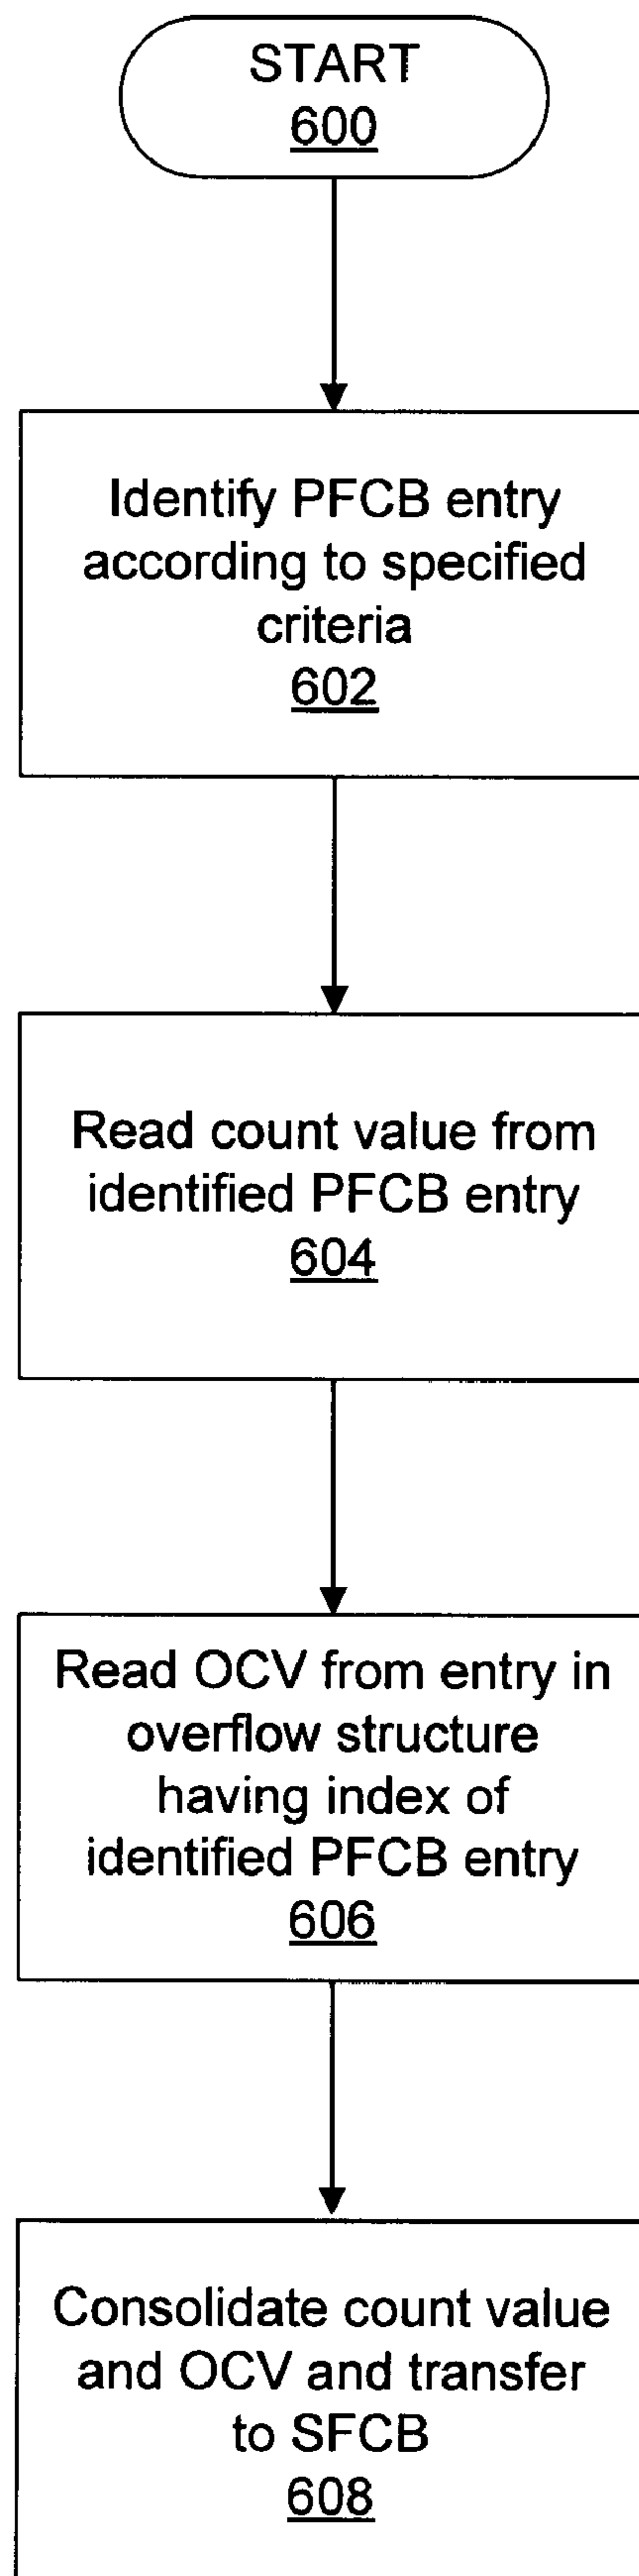 START
600
Identify PFCB entry
according to specified
criteria
602
Read count value from
identified PFCB entry
604
Read OCV from entry in
overflow structure
having index of
identified PFCB entry
606
Consolidate count value
and OCV and transfer
to SFCB
608